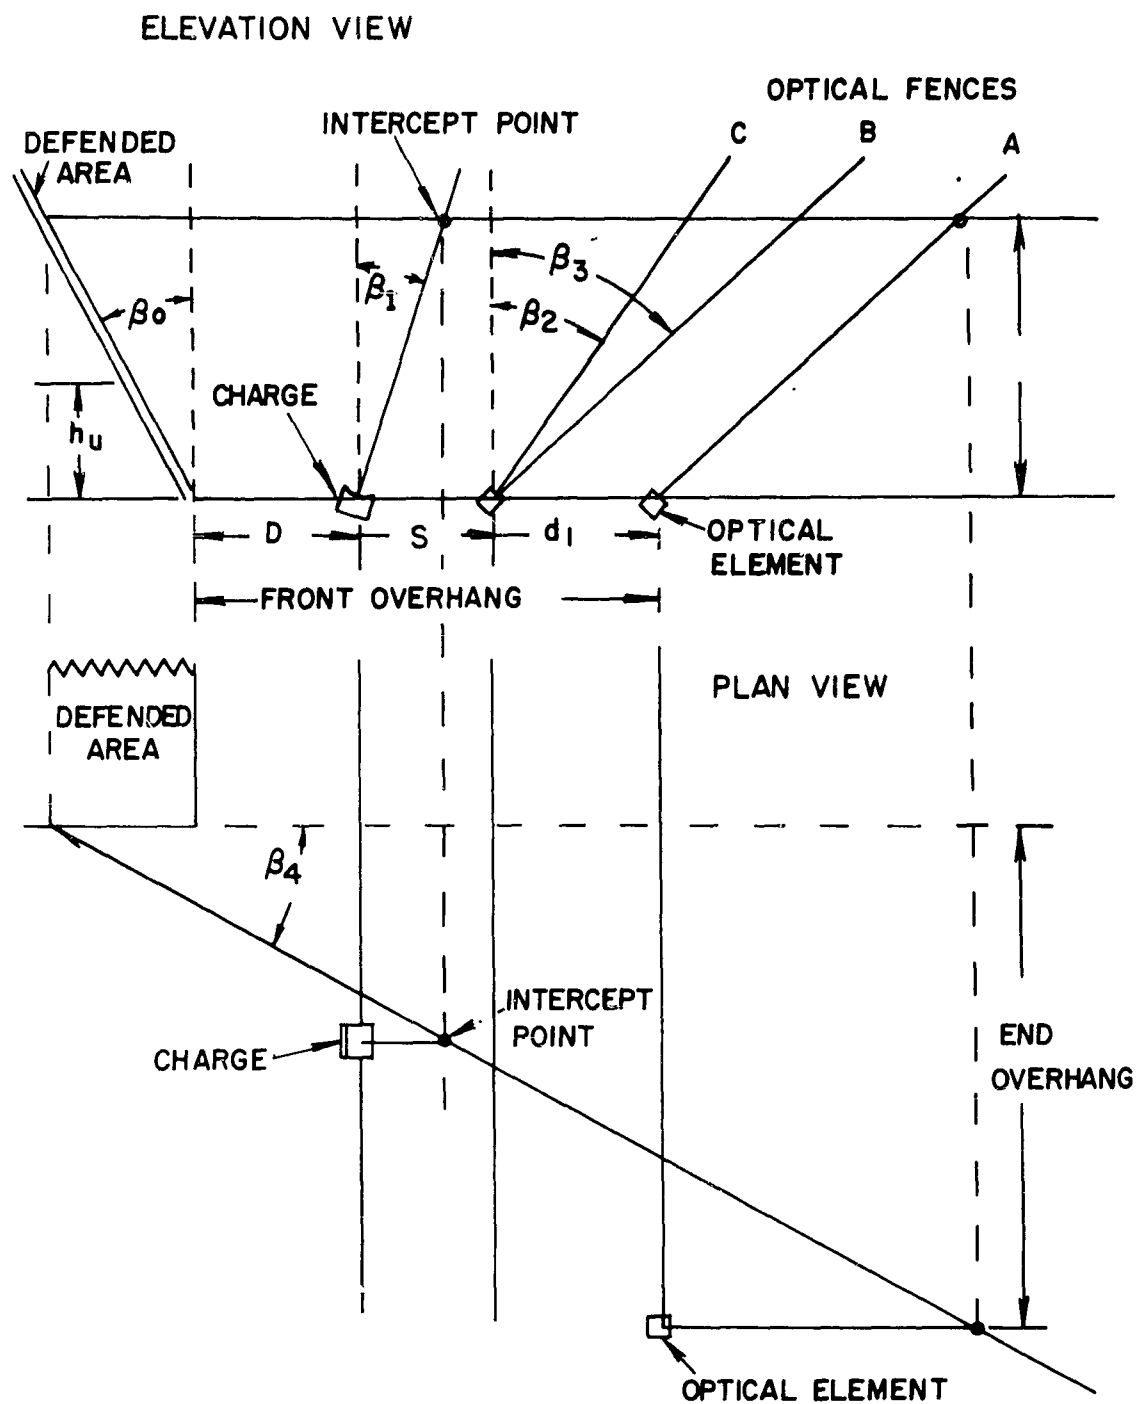 ELEVATION VIEW
OPTICAL FENCES
INTERCEPT POINT
C
B
A
DEFENDED
AREA
β3
β1
β0
β2
CHARGE
hu
D
S
d1
OPTICAL
ELEMENT
FRONT OVERHANG
PLAN VIEW
DEFENDED
AREA
β4
INTERCEPT
POINT
CHARGE
END
OVERHANG
OPTICAL ELEMENT